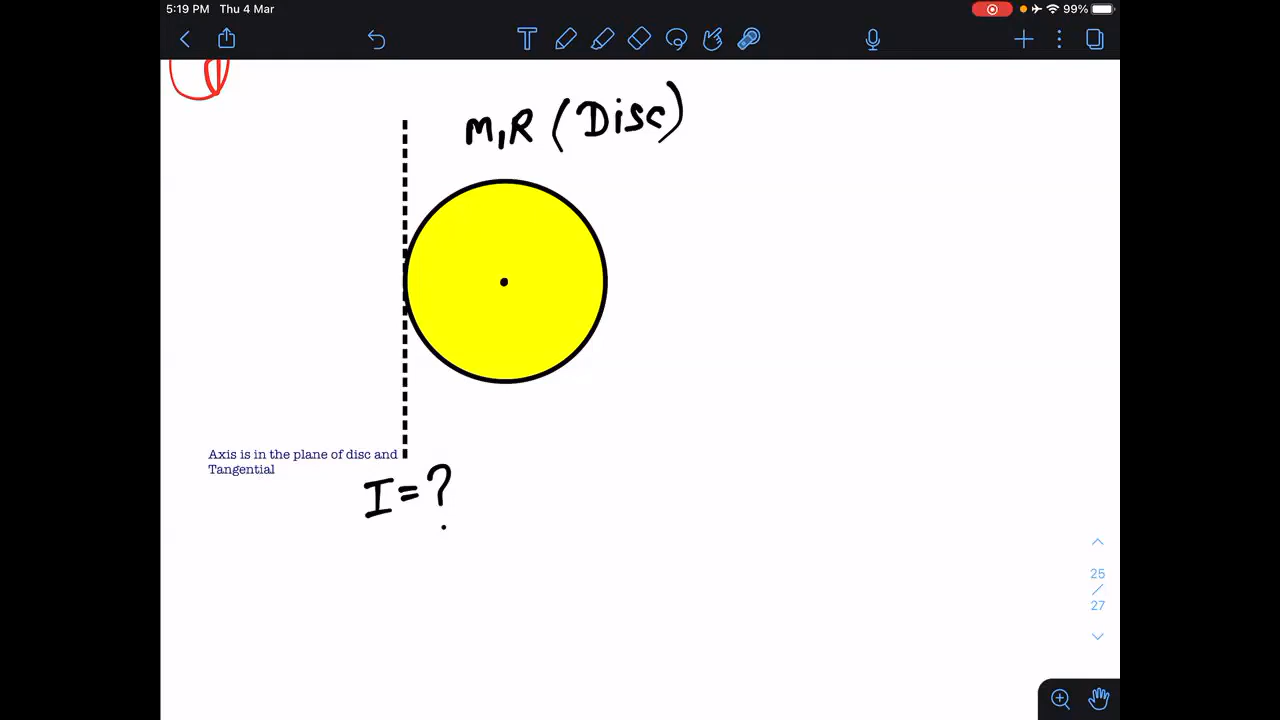 5:19 PM Thu 4 Mar
99%
T
M,R (Disc)
Axis is in the plane of disc and
Tangential
I=?
25
/
27